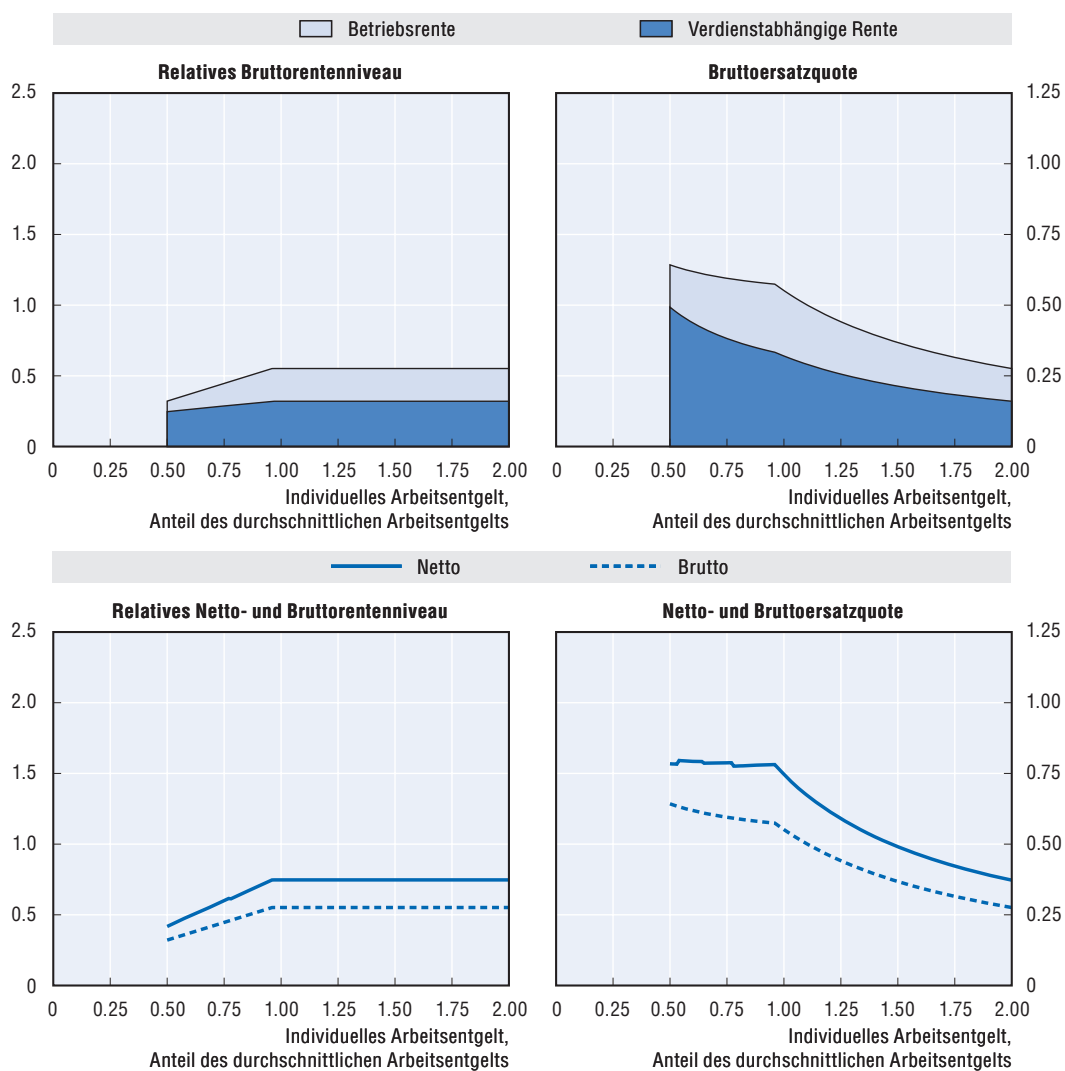 Betriebsrente Verdienstabhängige Rente
Relatives Bruttorentenniveau
2.5
2.0
1.5
1.0
0.5
0
0 0.25 0.50 0.75 1.00 1.25 1.50 1.75 2.00
Individuelles Arbeitsentgelt,
Anteil des durchschnittlichen Arbeitsentgelts
Bruttoersatzquote
1.25
1.00
0.75
0.50
0.25
0
0 0.25 0.50 0.75 1.00 1.25 1.50 1.75 2.00
Individuelles Arbeitsentgelt,
Anteil des durchschnittlichen Arbeitsentgelts
Netto Brutto
Relatives Netto- und Bruttorentenniveau
2.5
2.0
1.5
1.0
0.5
0
0 0.25 0.50 0.75 1.00 1.25 1.50 1.75 2.00
Individuelles Arbeitsentgelt,
Anteil des durchschnittlichen Arbeitsentgelts
Netto- und Bruttoersatzquote
1.25
1.00
0.75
0.50
0.25
0
0 0.25 0.50 0.75 1.00 1.25 1.50 1.75 2.00
Individuelles Arbeitsentgelt,
Anteil des durchschnittlichen Arbeitsentgelts